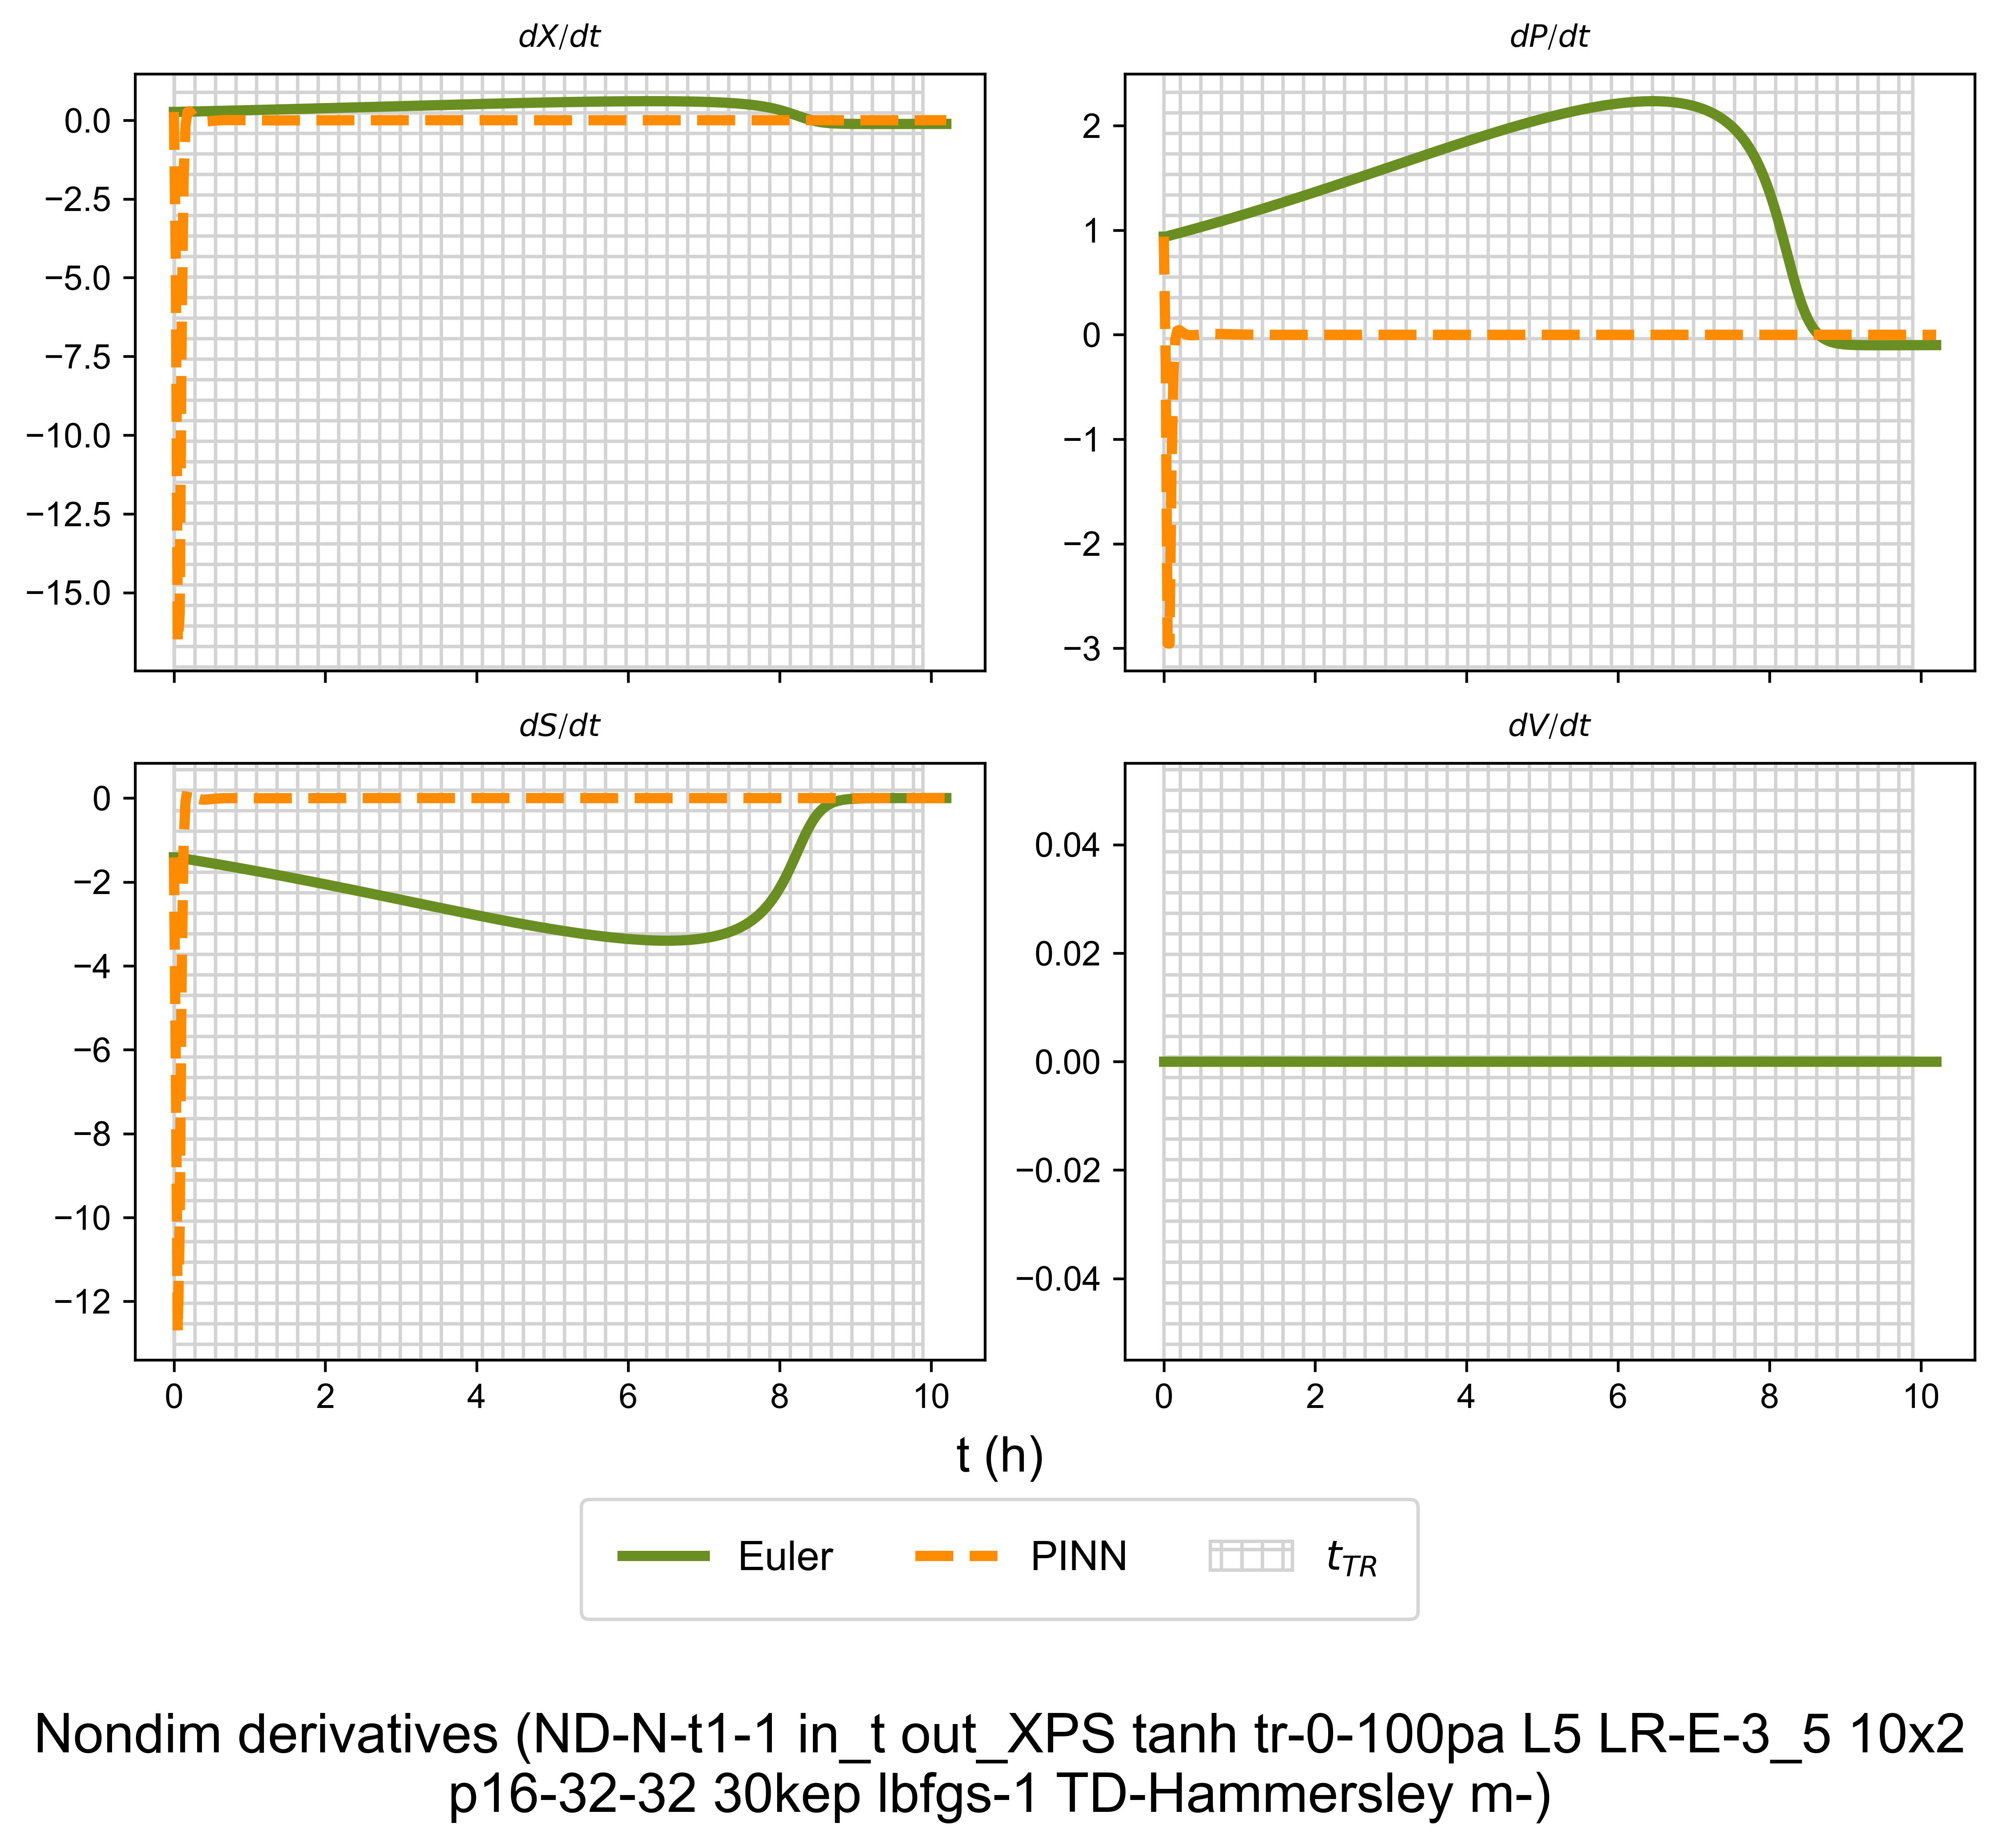 dX/dt
dP/dt
0.0
−2.5
−5.0
−7.5
−10.0
−12.5
−15.0
2
1
0
−1
−2
−3
dS/dt
dV/dt
0
−2
−4
−6
−8
−10
−12
0.04
0.02
0.00
−0.02
−0.04
0 2 4 6 8 10
0 2 4 6 8 10
t (h)
Euler PINN t_TR
Nondim derivatives (ND-N-t1-1 in_t out_XPS tanh tr-0-100pa L5 LR-E-3_5 10x2
p16-32-32 30kep lbfgs-1 TD-Hammersley m-)